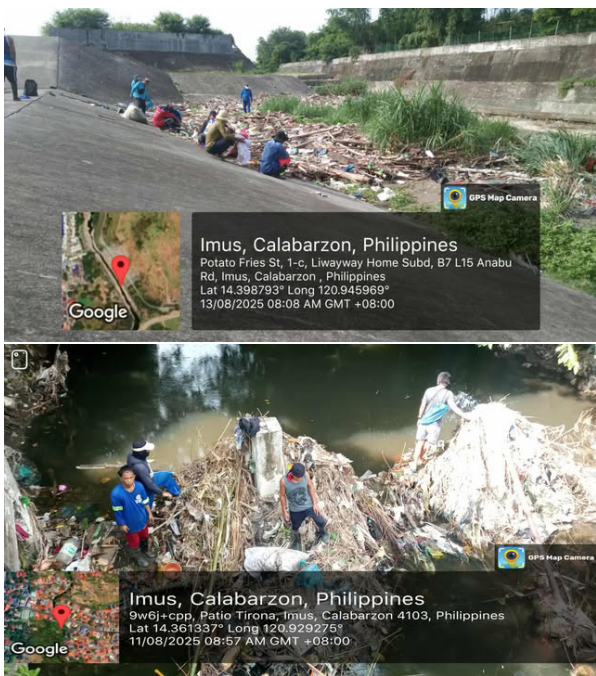 GPS Map Camera
Imus, Calabarzon, Philippines
Potato Fries St, 1-c, Liwayway Home Subd, B7 L15 Anabu
Rd, Imus, Calabarzon , Philippines
Lat 14.398793° Long 120.945969°
13/08/2025 08:08 AM GMT +08:00
Google
GPS Map Camera
Imus, Calabarzon, Philippines
9w6j+cpp, Patio Tirona, Imus, Calabarzon 4103, Philippines
Lat 14.361337° Long 120.929275°
11/08/2025 08:57 AM GMT +08:00
Google